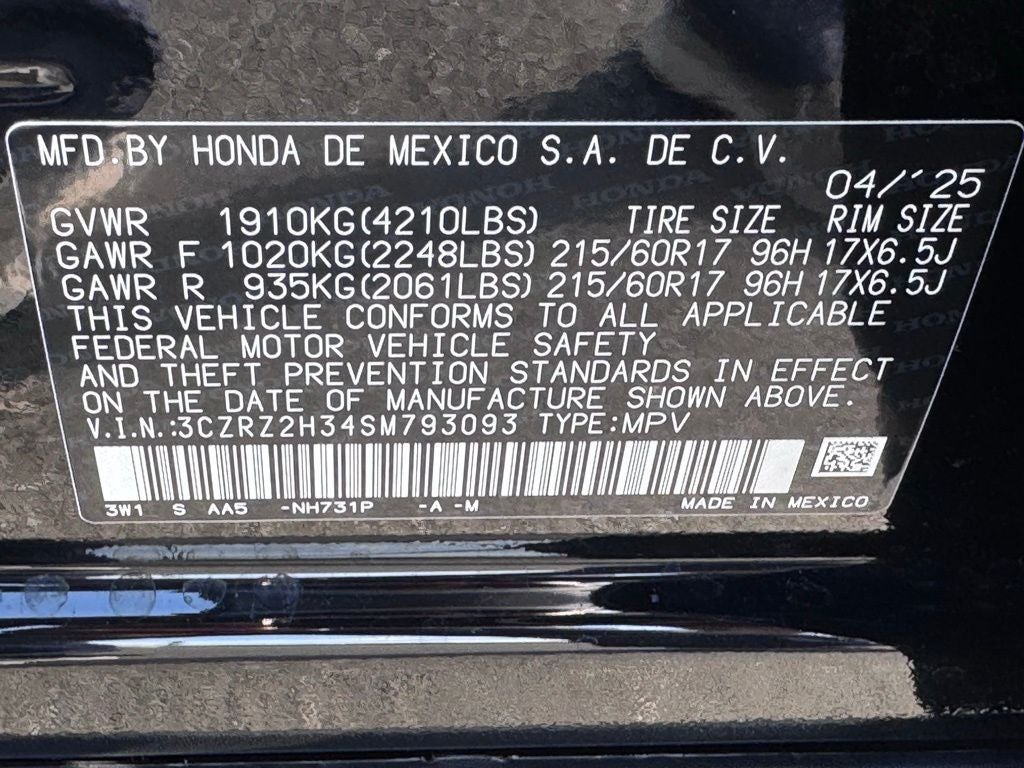 MFD.BY HONDA DE MEXICO S.A. DE C.V.
04/'25
GVWR 1910KG(4210LBS) TIRE SIZE RIM SIZE
GAWR F 1020KG(2248LBS) 215/60R17 96H 17X6.5J
GAWR R 935KG(2061LBS) 215/60R17 96H 17X6.5J
THIS VEHICLE CONFORMS TO ALL APPLICABLE
FEDERAL MOTOR VEHICLE SAFETY
AND THEFT PREVENTION STANDARDS IN EFFECT
ON THE DATE OF MANUFACTURE SHOWN ABOVE.
V.I.N.:3CZRZ2H34SM793093 TYPE:MPV
3W1 S AA5 -NH731P -A -M MADE IN MEXICO